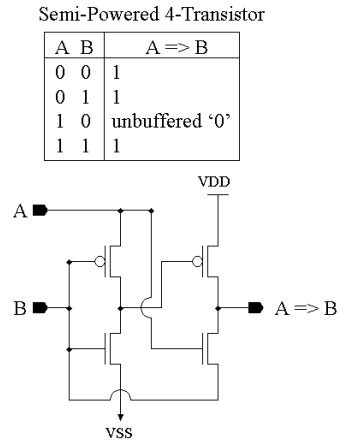 Semi-Powered 4-Transistor
A B A => B
0 0 1
0 1 1
1 0 unbuffered ‘0’
1 1 1
VDD
A
B
A => B
VSS